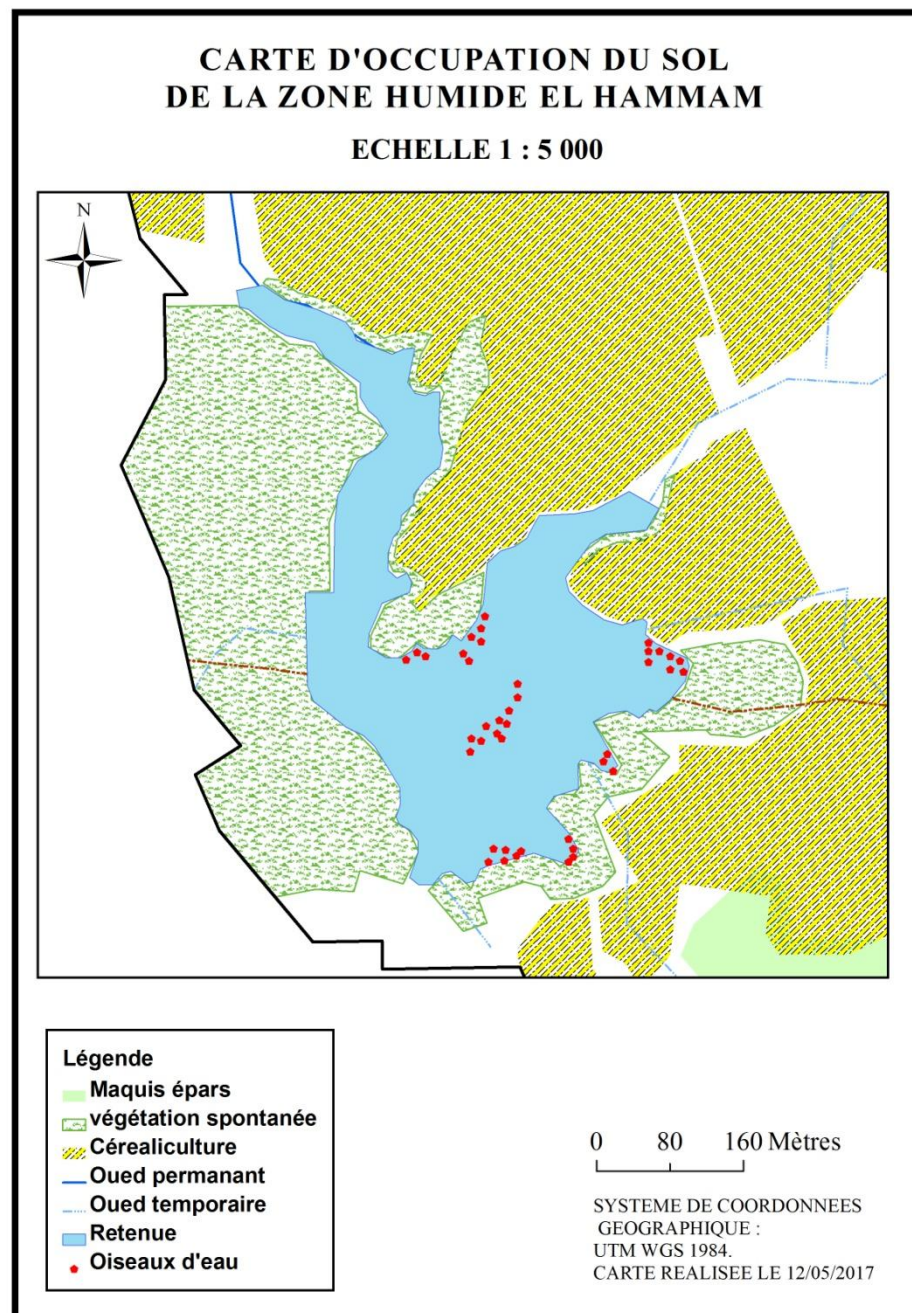 CARTE D'OCCUPATION DU SOL
DE LA ZONE HUMIDE EL HAMMAM
ECHELLE 1 : 5 000
N
Légende
Maquis épars
végétation spontanée
Cérealiculture
Oued permanant
Oued temporaire
Retenue
Oiseaux d'eau
0 80 160 Mètres
SYSTEME DE COORDONNEES
GEOGRAPHIQUE :
UTM WGS 1984.
CARTE REALISEE LE 12/05/2017